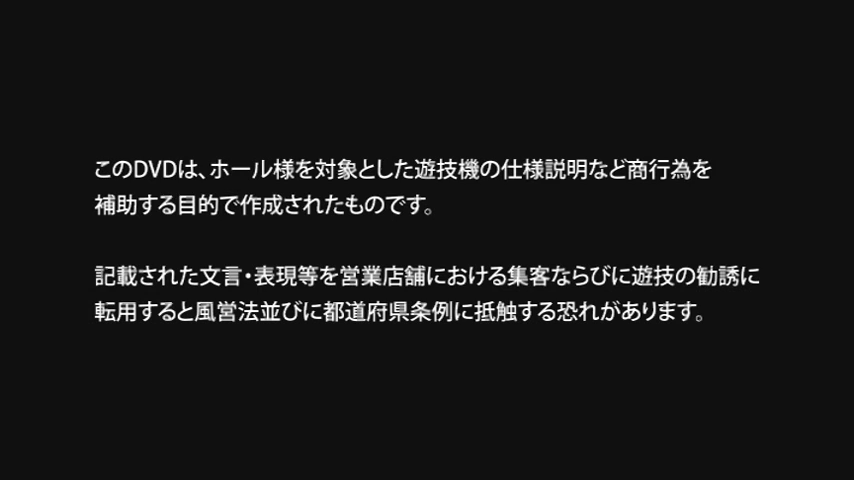 このDVDは、ホール様を対象とした遊技機の仕様説明など商行為を
補助する目的で作成されたものです。
記載された文言・表現等を営業店舗における集客ならびに遊技の勧誘に
転用すると風営法並びに都道府県条例に抵触する恐れがあります。